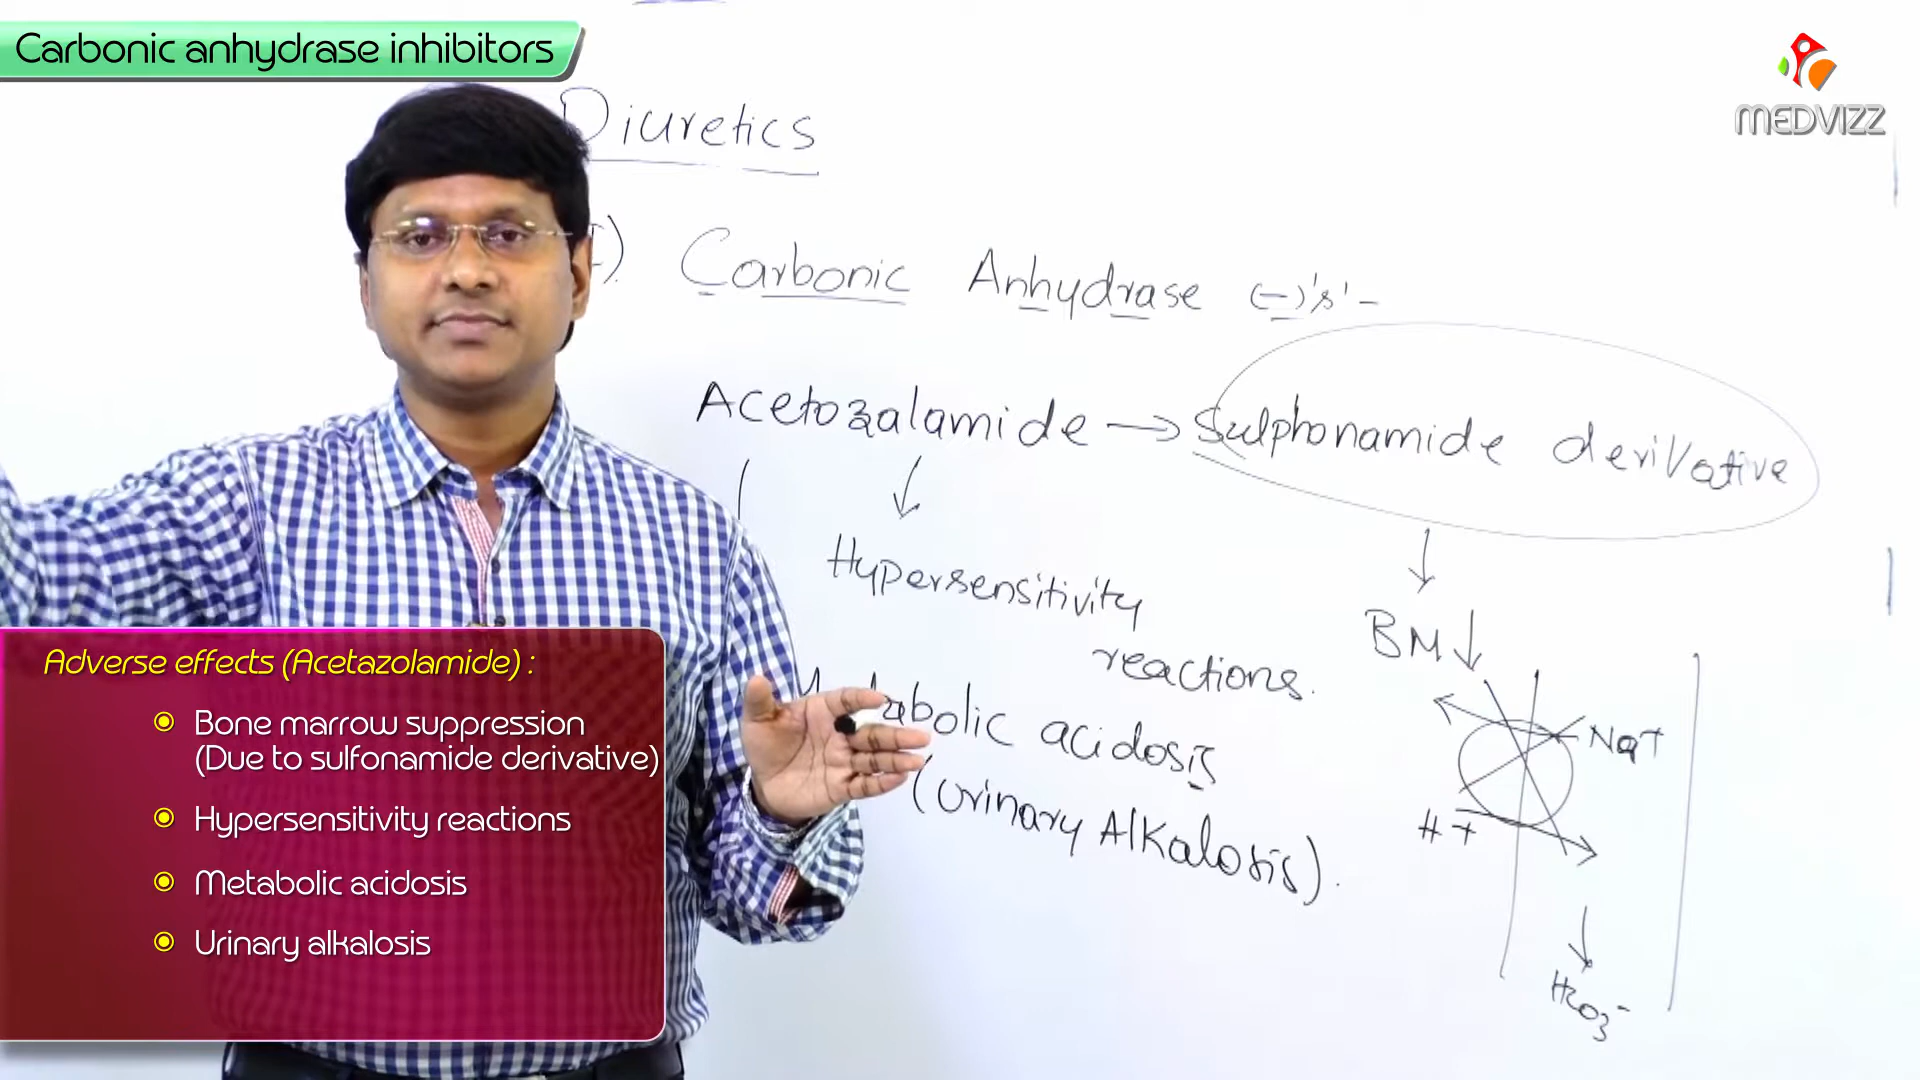 Carbonic anhydrase inhibitors
MEDVIZZ
Diuretics
Carbonic Anhydrase (-)'s'-
Acetozalamide → Sulphonamide derivative
Hypersensitivity
reactions.
BM↓
abolic acidosis
(Urinary Alkalosis).
Na+
H+
HCO3-
Adverse effects (Acetazolamide) :
Bone marrow suppression
(Due to sulfonamide derivative)
Hypersensitivity reactions
Metabolic acidosis
Urinary alkalosis